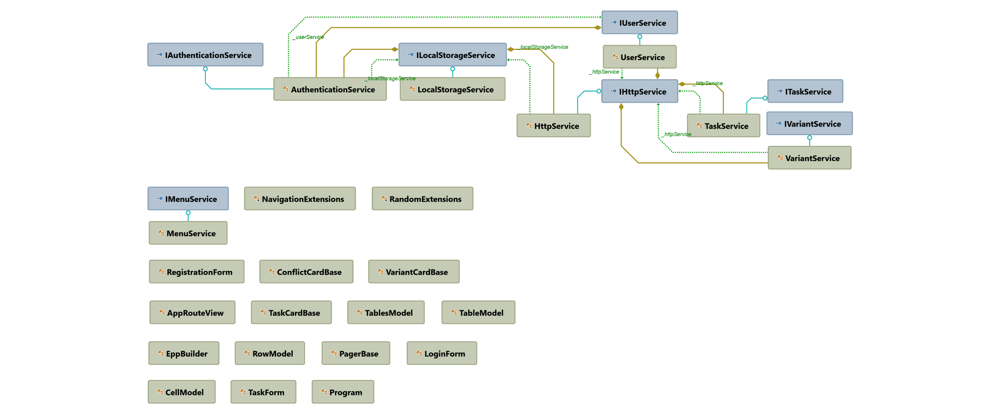 IUserService
_userService
IAuthenticationService
ILocalStorageService
_localStorageService
UserService
_httpService
_localStorageService
AuthenticationService
LocalStorageService
IHttpService
_httpService
ITaskService
HttpService
TaskService
IVariantService
_httpService
VariantService
IMenuService
NavigationExtensions
RandomExtensions
MenuService
RegistrationForm
ConflictCardBase
VariantCardBase
AppRouteView
TaskCardBase
TablesModel
TableModel
EppBuilder
RowModel
PagerBase
LoginForm
CellModel
TaskForm
Program